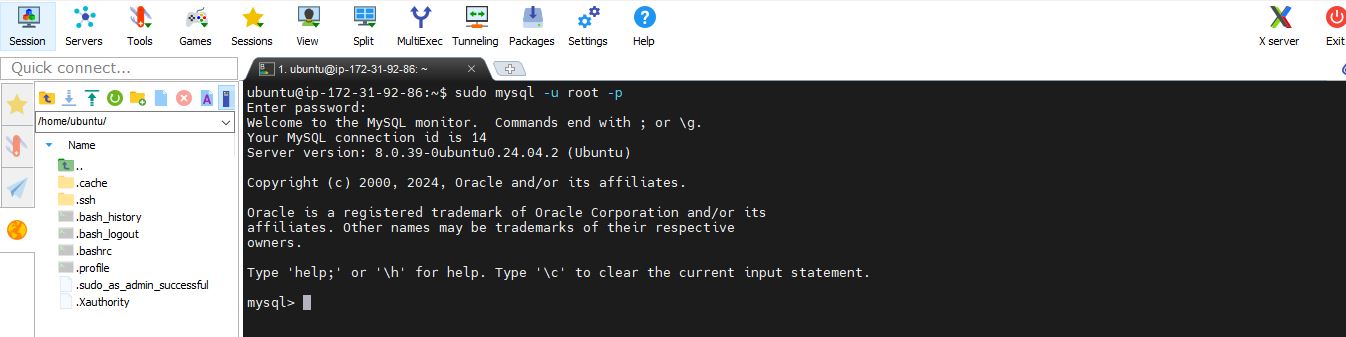 Session
Servers
Tools
Games
Sessions
View
Split
MultiExec
Tunneling
Packages
Settings
Help
X server
Exit
Quick connect...
1. ubuntu@ip-172-31-92-86: ~
/home/ubuntu/
Name
..
.cache
.ssh
.bash_history
.bash_logout
.bashrc
.profile
.sudo_as_admin_successful
.Xauthority
ubuntu@ip-172-31-92-86:~$ sudo mysql -u root -p
Enter password:
Welcome to the MySQL monitor.  Commands end with ; or \g.
Your MySQL connection id is 14
Server version: 8.0.39-0ubuntu0.24.04.2 (Ubuntu)
Copyright (c) 2000, 2024, Oracle and/or its affiliates.
Oracle is a registered trademark of Oracle Corporation and/or its
affiliates. Other names may be trademarks of their respective
owners.
Type 'help;' or '\h' for help. Type '\c' to clear the current input statement.
mysql>